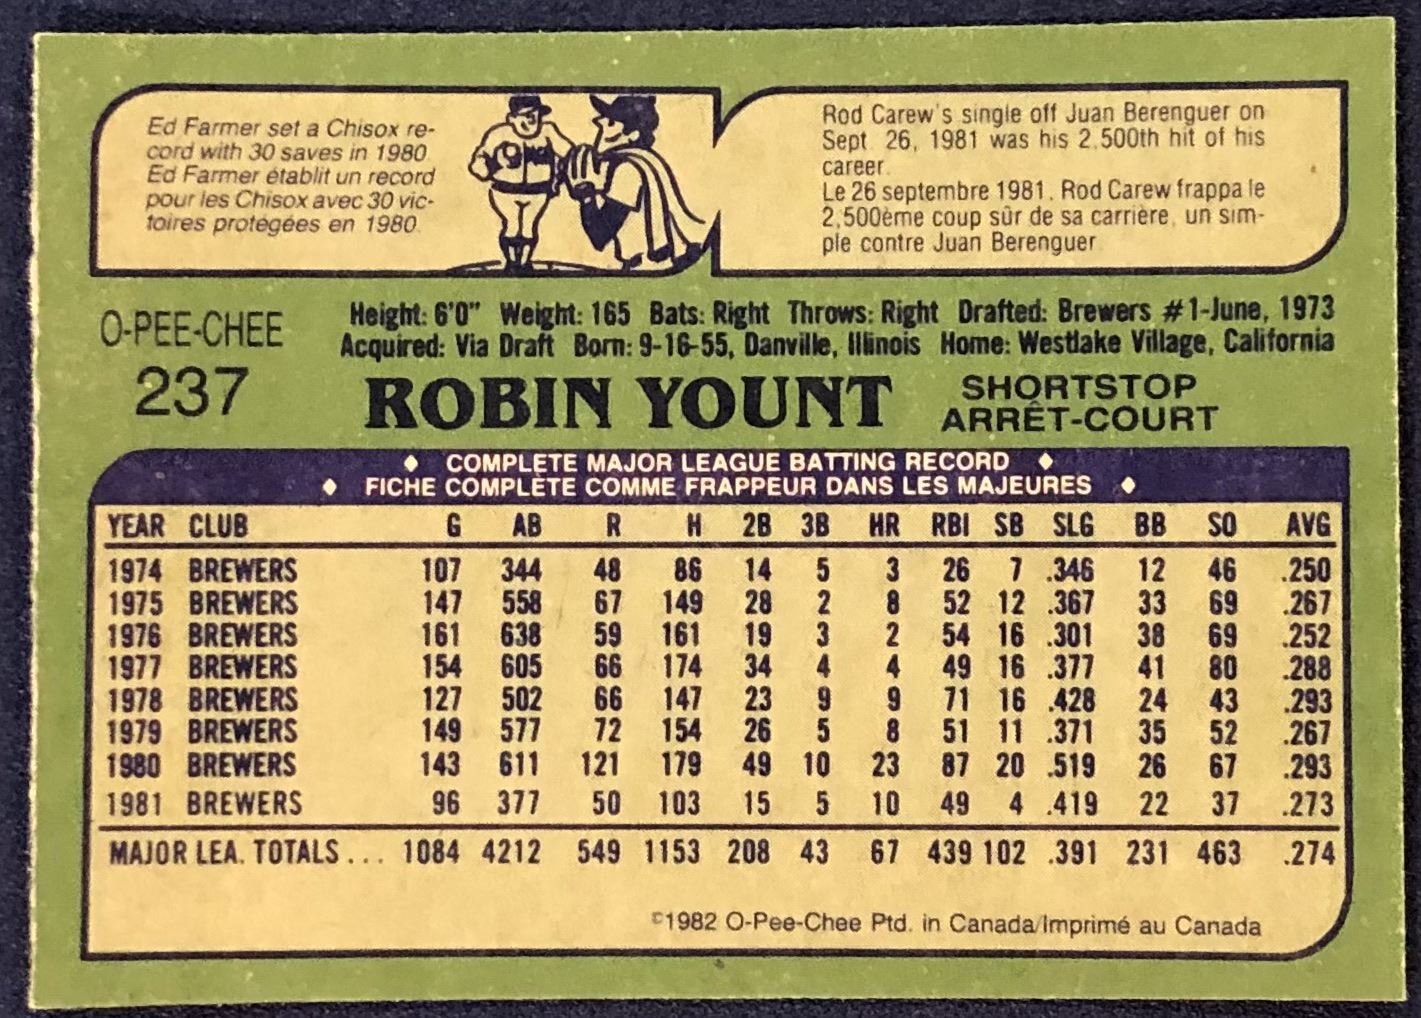 Ed Farmer set a Chisox re-
cord with 30 saves in 1980
Ed Farmer établit un record
pour les Chisox avec 30 vic-
toires protégées en 1980.
Rod Carew's single off Juan Berenguer on
Sept. 26, 1981 was his 2,500th hit of his
career.
Le 26 septembre 1981, Rod Carew frappa le
2,500ème coup sûr de sa carrière, un sim-
ple contre Juan Berenguer.
O-PEE-CHEE
237
Height: 6'0" Weight: 165 Bats: Right Throws: Right Drafted: Brewers #1-June, 1973
Acquired: Via Draft Born: 9-16-55, Danville, Illinois Home: Westlake Village, California
ROBIN YOUNT
SHORTSTOP
ARRÊT-COURT
♦ COMPLETE MAJOR LEAGUE BATTING RECORD ♦
♦ FICHE COMPLÈTE COMME FRAPPEUR DANS LES MAJEURES ♦
YEAR CLUB G AB R H 2B 3B HR RBI SB SLG BB SO AVG
1974 BREWERS 107 344 48 86 14 5 3 26 7 .346 12 46 .250
1975 BREWERS 147 558 67 149 28 2 8 52 12 .367 33 69 .267
1976 BREWERS 161 638 59 161 19 3 2 54 16 .301 38 69 .252
1977 BREWERS 154 605 66 174 34 4 4 49 16 .377 41 80 .288
1978 BREWERS 127 502 66 147 23 9 9 71 16 .428 24 43 .293
1979 BREWERS 149 577 72 154 26 5 8 51 11 .371 35 52 .267
1980 BREWERS 143 611 121 179 49 10 23 87 20 .519 26 67 .293
1981 BREWERS 96 377 50 103 15 5 10 49 4 .419 22 37 .273
MAJOR LEA. TOTALS... 1084 4212 549 1153 208 43 67 439 102 .391 231 463 .274
©1982 O-Pee-Chee Ptd. in Canada/Imprimé au Canada